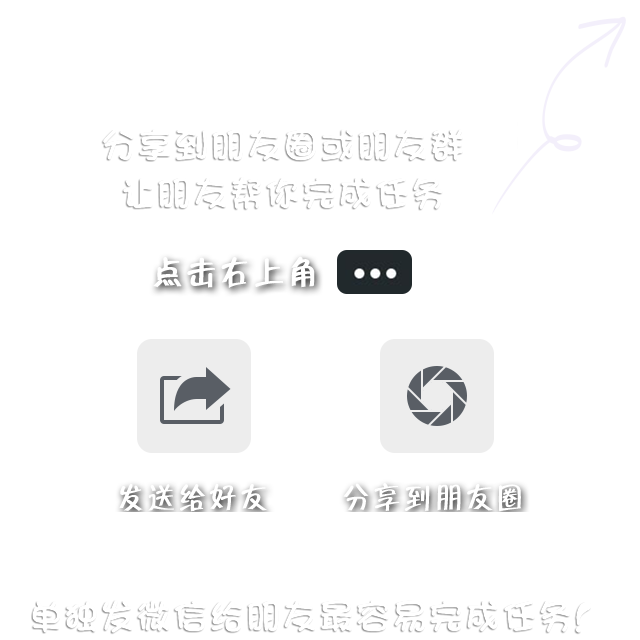 分享到朋友圈或朋友群
让朋友帮你完成任务
点击右上角
发送给好友 分享到朋友圈
单独发微信给朋友最容易完成任务!